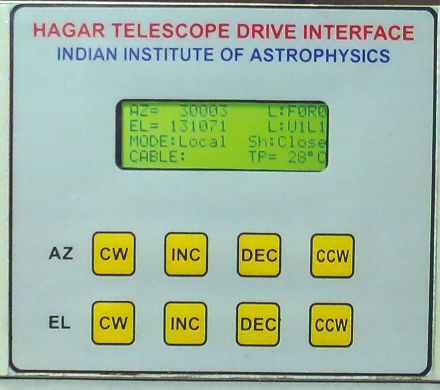 HAGAR TELESCOPE DRIVE INTERFACE
INDIAN INSTITUTE OF ASTROPHYSICS
AZ= 30003 L:F0R0
EL= 131071 L:U1L1
MODE:Local Sh:Close
CABLE: TP= 28°C
AZ CW INC DEC CCW
EL CW INC DEC CCW